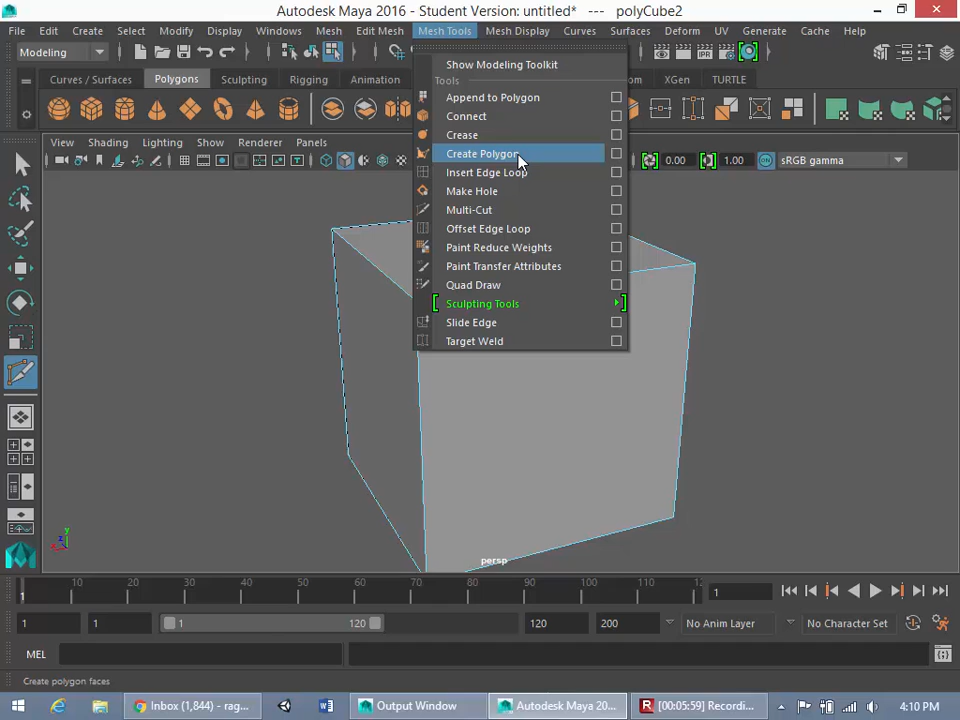 Autodesk Maya 2016 - Student Version: untitled* --- polyCube2
File Edit Create Select Modify Display Windows Mesh Edit Mesh Mesh Tools Mesh Display Curves Surfaces Deform UV Generate Cache Help
Modeling
Curves / Surfaces Polygons Sculpting Rigging Animation om XGen TURTLE
View Shading Lighting Show Renderer Panels
0.00 1.00 sRGB gamma
Show Modeling Toolkit
Tools
Append to Polygon
Connect
Crease
Create Polygon
Insert Edge Loop
Make Hole
Multi-Cut
Offset Edge Loop
Paint Reduce Weights
Paint Transfer Attributes
Quad Draw
Sculpting Tools
Slide Edge
Target Weld
y
z
x
persp
10 20 30 40 50 60 70 80 90 100 110 12
1 1
1 1 1 120 120 200 No Anim Layer No Character Set
MEL
Create polygon faces
Inbox (1,844) - rag... Output Window Autodesk Maya 20... [00:05:59] Recordi... 4:10 PM